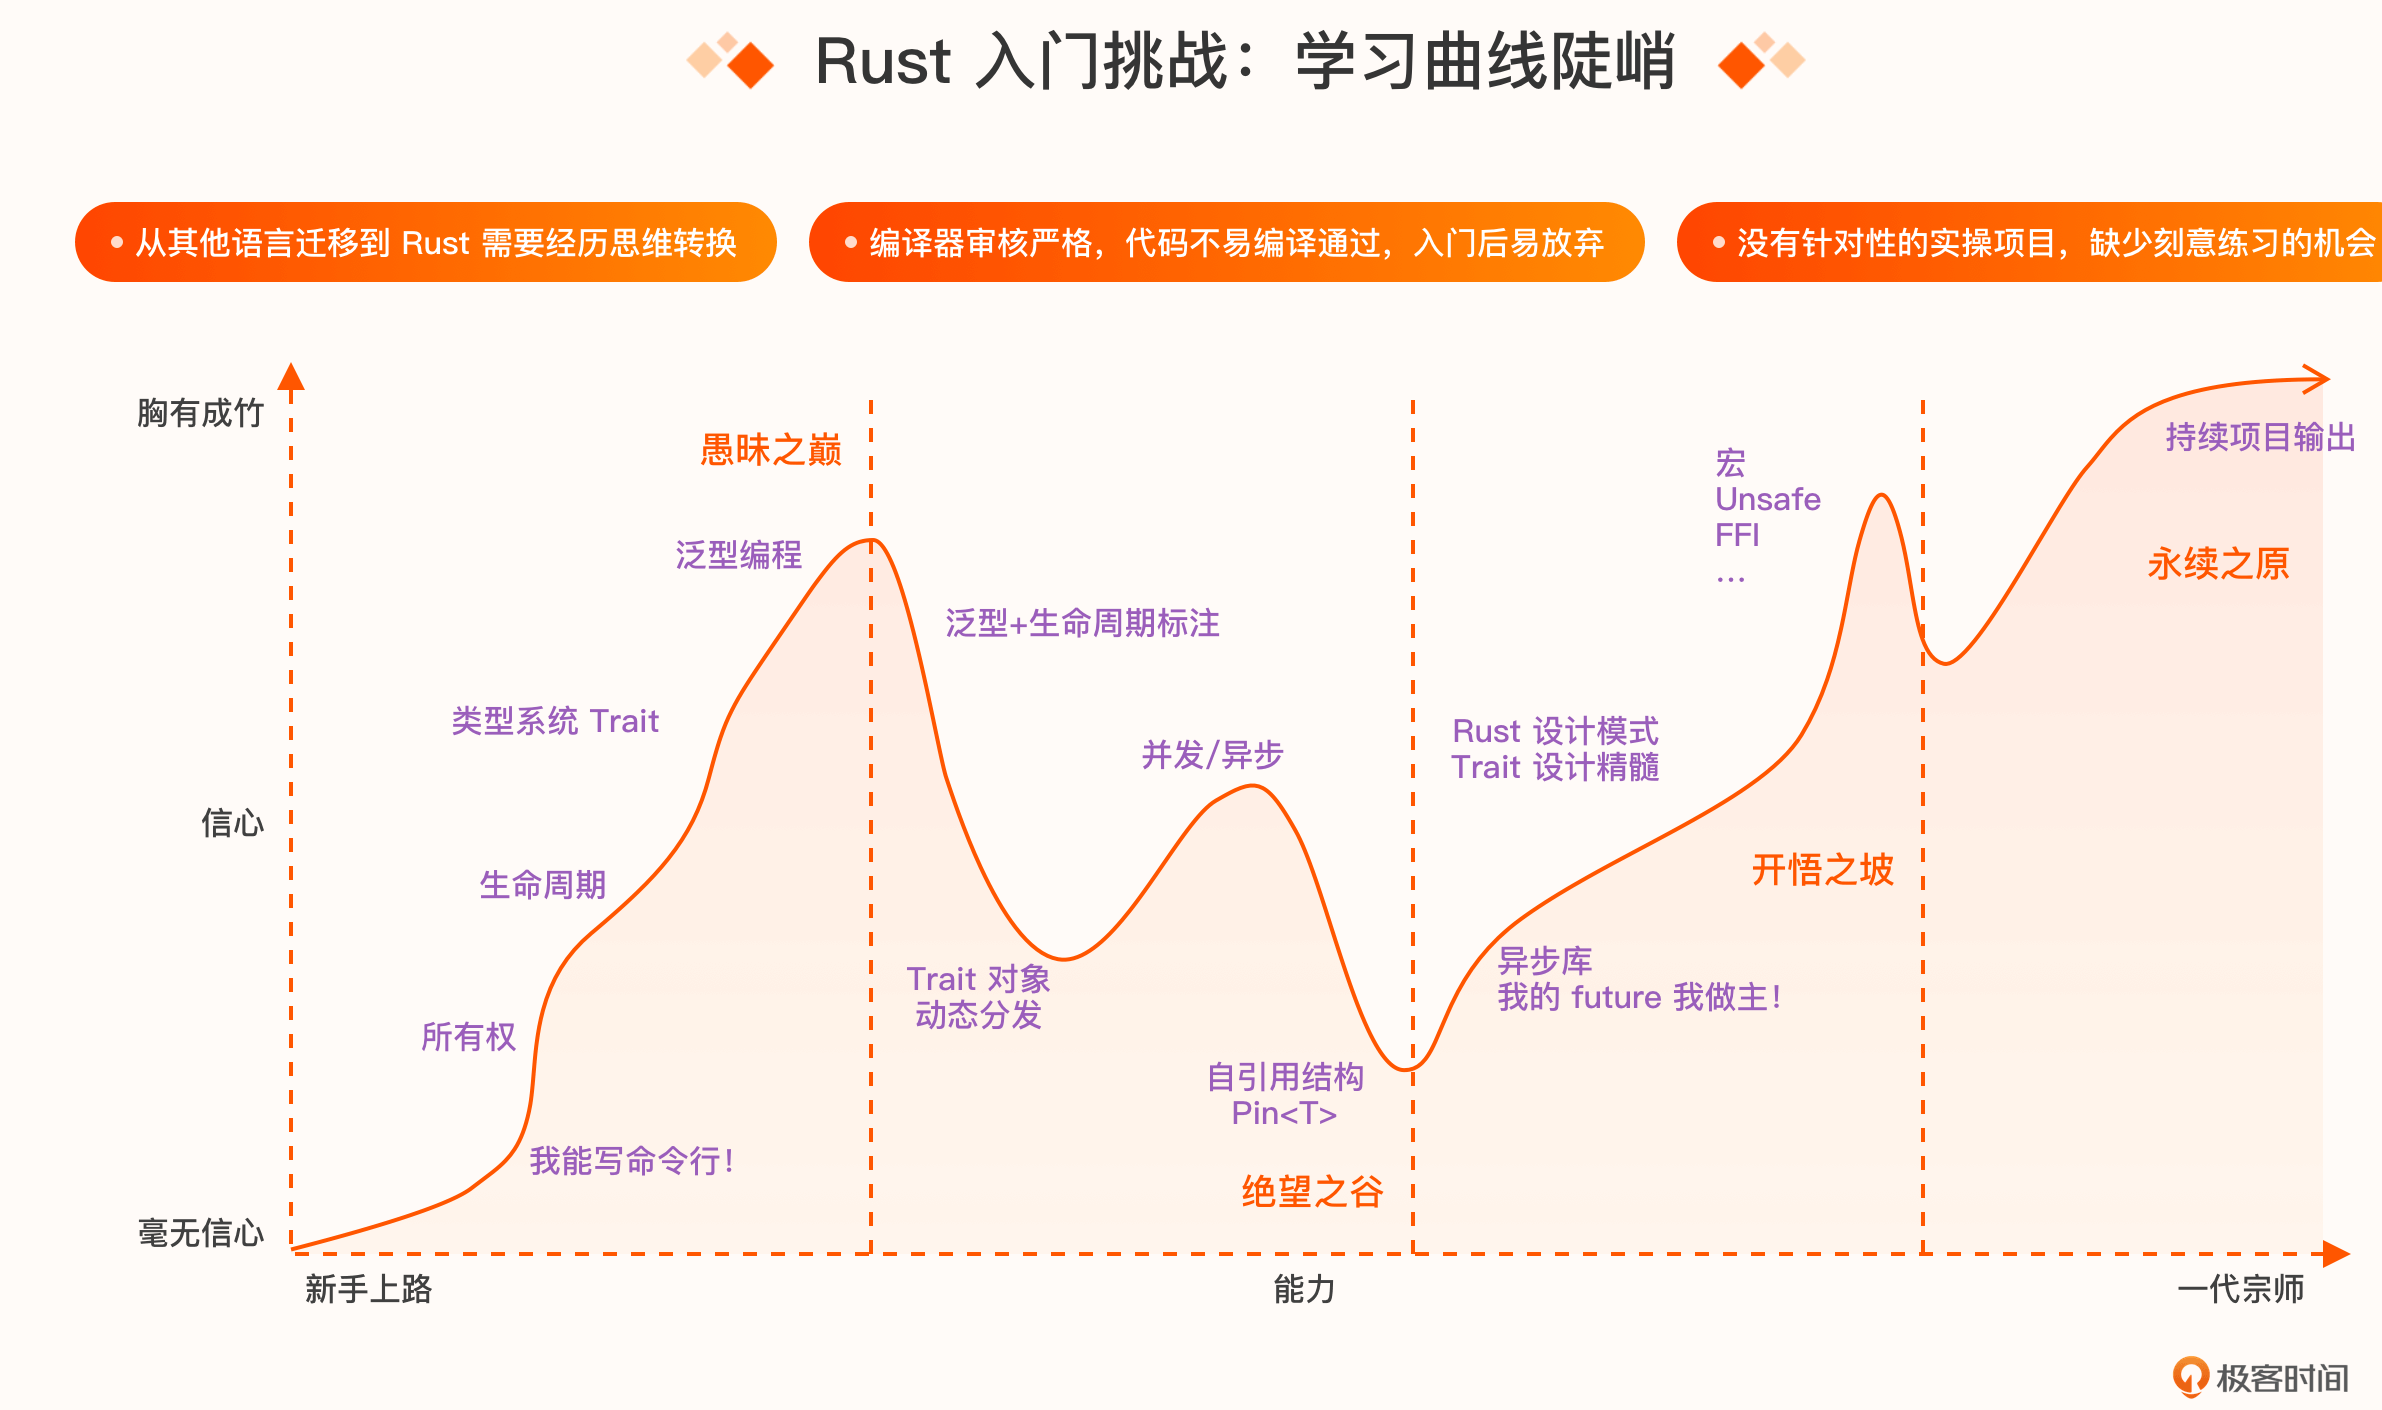 Rust 入门挑战：学习曲线陡峭
从其他语言迁移到 Rust 需要经历思维转换
编译器审核严格，代码不易编译通过，入门后易放弃
没有针对性的实操项目，缺少刻意练习的机会
胸有成竹
信心
毫无信心
愚昧之巅
泛型编程
类型系统 Trait
生命周期
所有权
我能写命令行！
泛型+生命周期标注
并发/异步
Trait 对象
动态分发
自引用结构
Pin<T>
绝望之谷
宏
Unsafe
FFI
...
Rust 设计模式
Trait 设计精髓
开悟之坡
异步库
我的 future 我做主！
持续项目输出
永续之原
新手上路
能力
一代宗师
极客时间